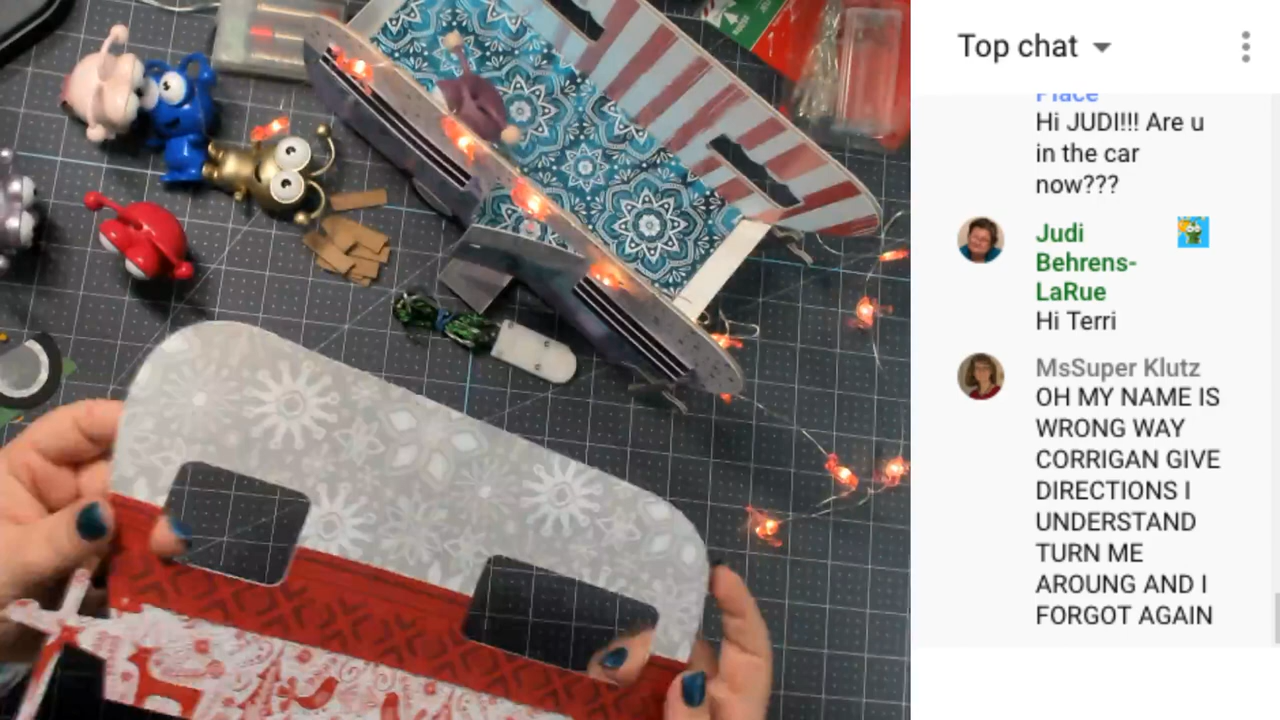 Top chat
Place
Hi JUDI!!! Are u
in the car
now???
Judi
Behrens-
LaRue
Hi Terri
MsSuper Klutz
OH MY NAME IS
WRONG WAY
CORRIGAN GIVE
DIRECTIONS I
UNDERSTAND
TURN ME
AROUNG AND I
FORGOT AGAIN